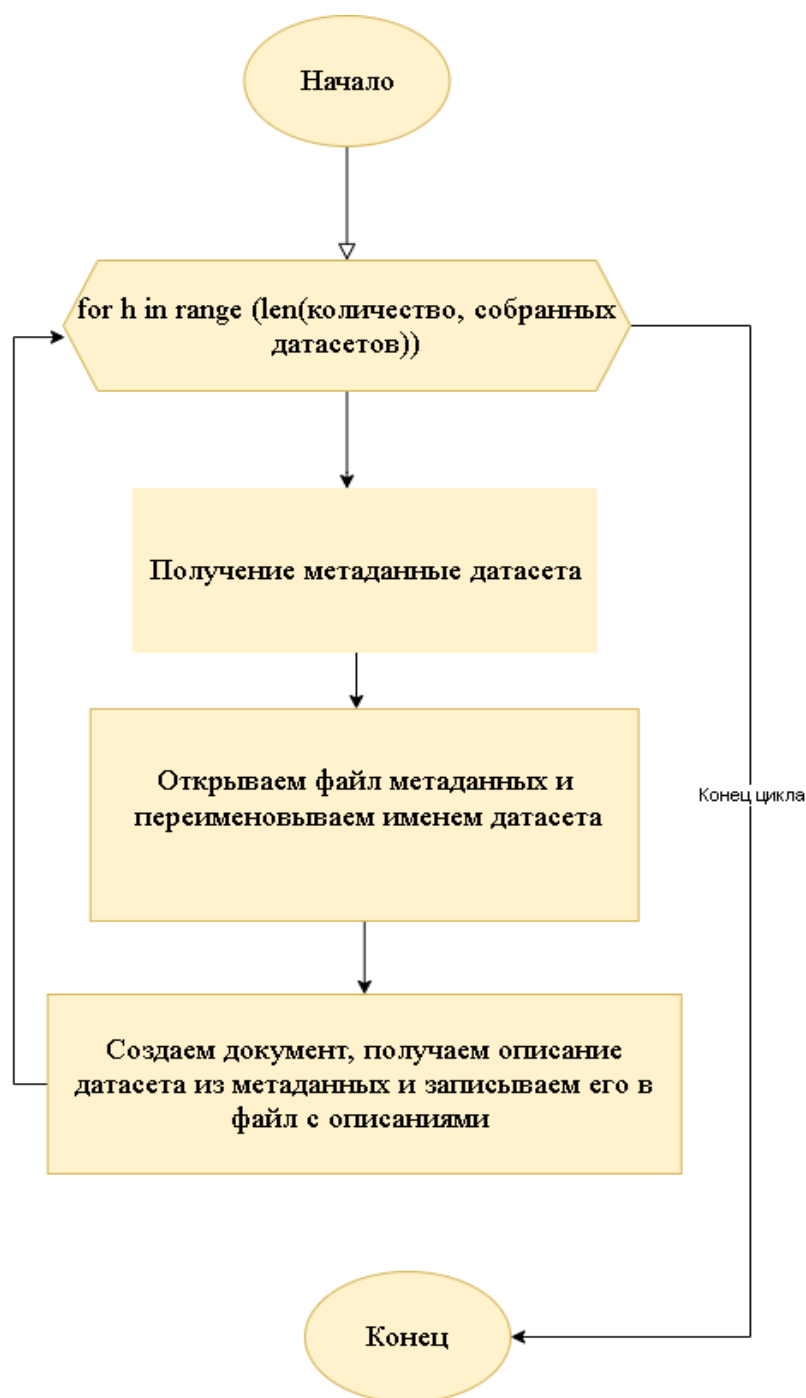 Начало
for h in range (len(количество, собранных
датасетов))
Получение метаданные датасета
Открываем файл метаданных и
переименовываем именем датасета
Конец цикла
Создаем документ, получаем описание
датасета из метаданных и записываем его в
файл с описаниями
Конец